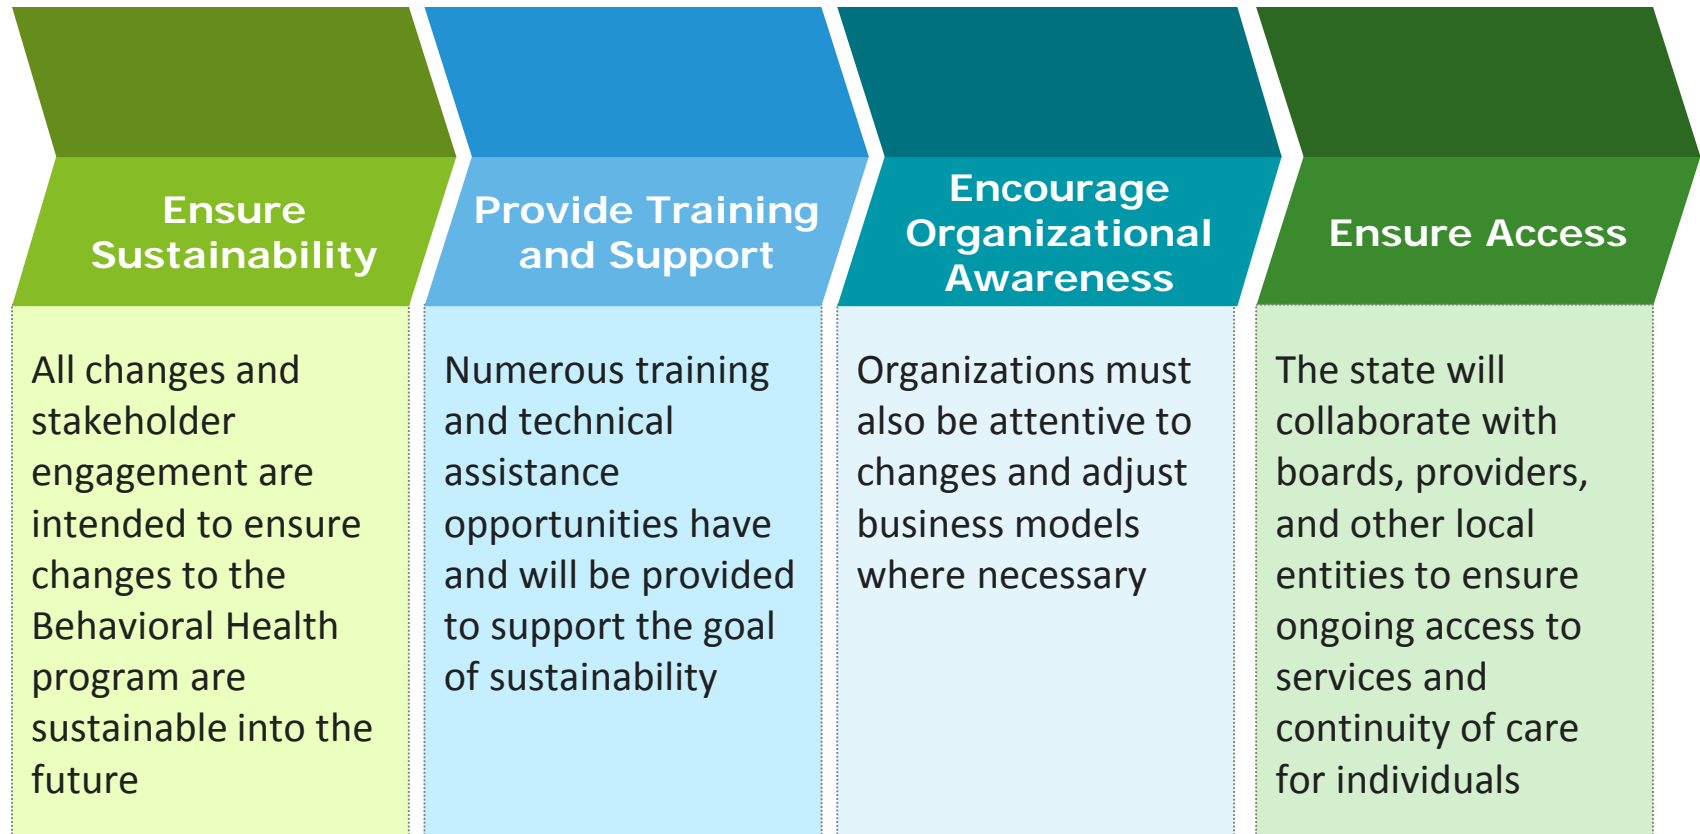 Ensure
Sustainability
Provide Training
and Support
Encourage
Organizational
Awareness
Ensure Access
All changes and
stakeholder
engagement are
intended to ensure
changes to the
Behavioral Health
program are
sustainable into the
future
Numerous training
and technical
assistance
opportunities have
and will be provided
to support the goal
of sustainability
Organizations must
also be attentive to
changes and adjust
business models
where necessary
The state will
collaborate with
boards, providers,
and other local
entities to ensure
ongoing access to
services and
continuity of care
for individuals